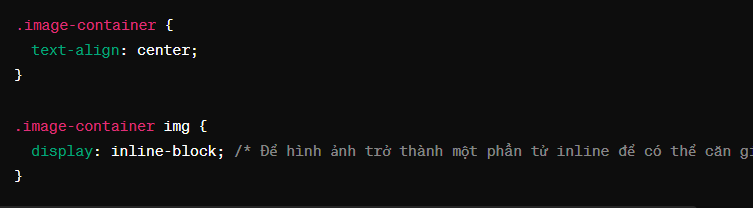 .image-container {
  text-align: center;
}
.image-container img {
  display: inline-block; /* Để hình ảnh trở thành một phần tử inline để có thể căn
}